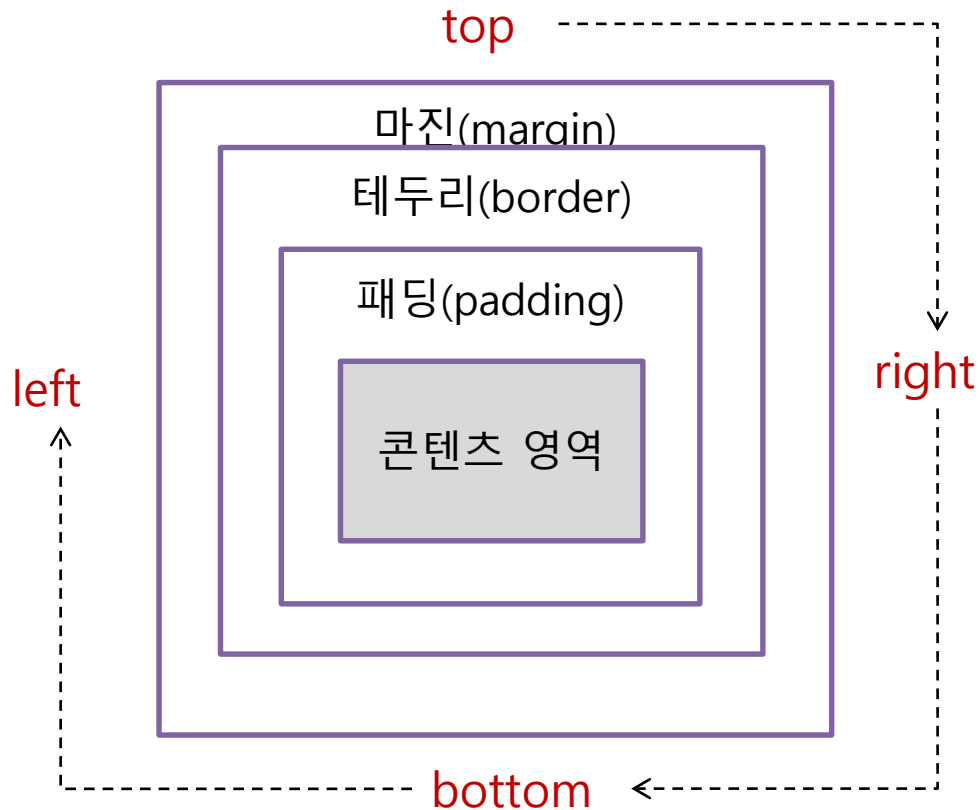 top
마진(margin)
테두리(border)
패딩(padding)
left
right
콘텐츠 영역
bottom